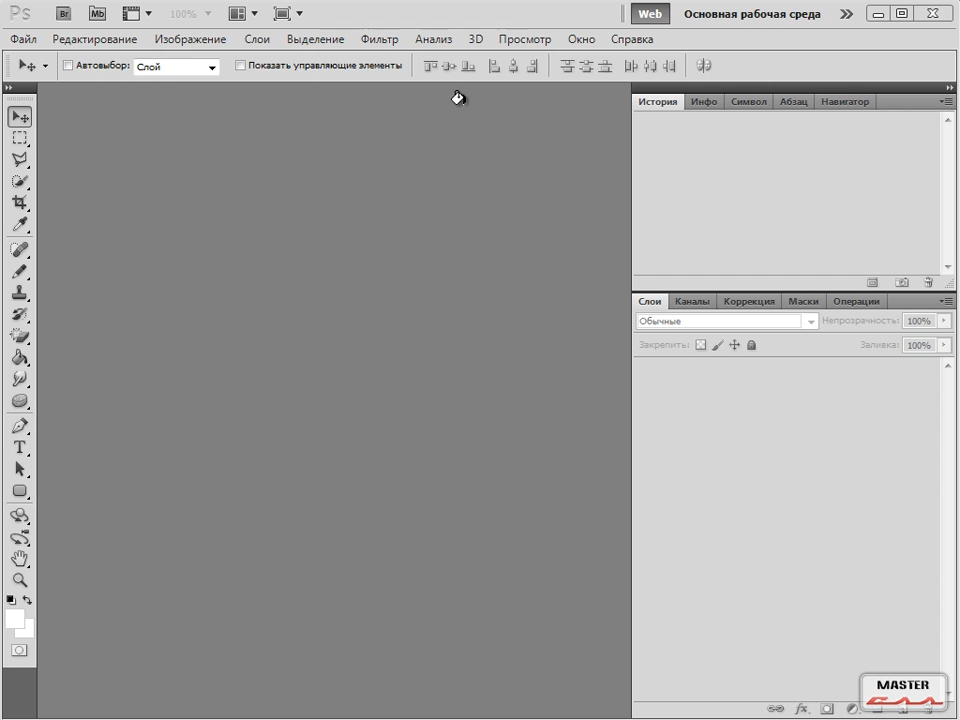 Ps Br Mb 100% Web Основная рабочая среда
Файл Редактирование Изображение Слои Выделение Фильтр Анализ 3D Просмотр Окно Справка
Автовыбор: Слой Показать управляющие элементы
История Инфо Символ Абзац Навигатор
Слои Каналы Коррекция Маски Операции
Обычные Непрозрачность: 100%
Закрепить: Заливка: 100%
T
fx
MASTER
css